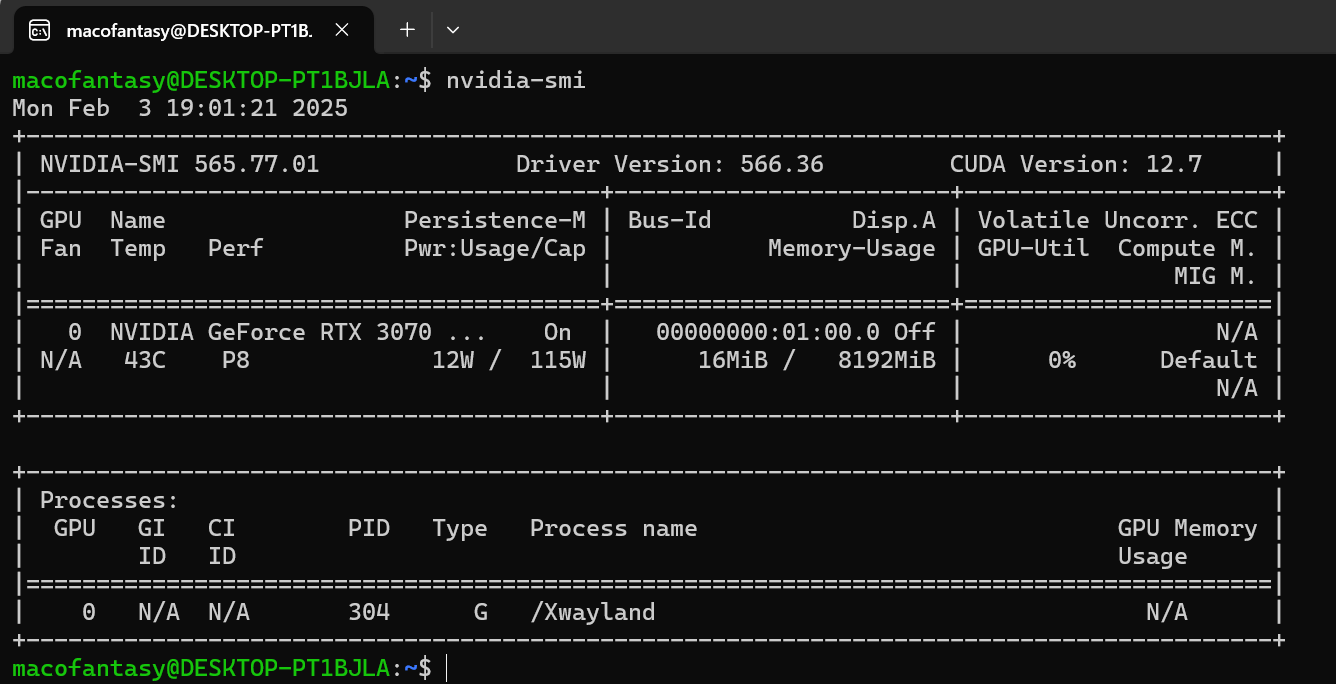 macofantasy@DESKTOP-PT1B.
macofantasy@DESKTOP-PT1BJLA:~$ nvidia-smi
Mon Feb  3 19:01:21 2025
+-----------------------------------------------------------------------------------------+
| NVIDIA-SMI 565.77.01              Driver Version: 566.36         CUDA Version: 12.7     |
|-----------------------------------------+------------------------+----------------------+
| GPU  Name                 Persistence-M | Bus-Id          Disp.A | Volatile Uncorr. ECC |
| Fan  Temp   Perf          Pwr:Usage/Cap |           Memory-Usage | GPU-Util  Compute M. |
|                                         |                        |               MIG M. |
|=========================================+========================+======================|
|   0  NVIDIA GeForce RTX 3070 ...    On  |   00000000:01:00.0 Off |                  N/A |
| N/A   43C    P8             12W /  115W |      16MiB /   8192MiB |      0%      Default |
|                                         |                        |                  N/A |
+-----------------------------------------+------------------------+----------------------+

+-----------------------------------------------------------------------------------------+
| Processes:                                                                              |
|  GPU   GI   CI        PID   Type   Process name                              GPU Memory |
|        ID   ID                                                               Usage      |
|=========================================================================================|
|    0   N/A  N/A       304      G   /Xwayland                                   N/A      |
+-----------------------------------------------------------------------------------------+
macofantasy@DESKTOP-PT1BJLA:~$